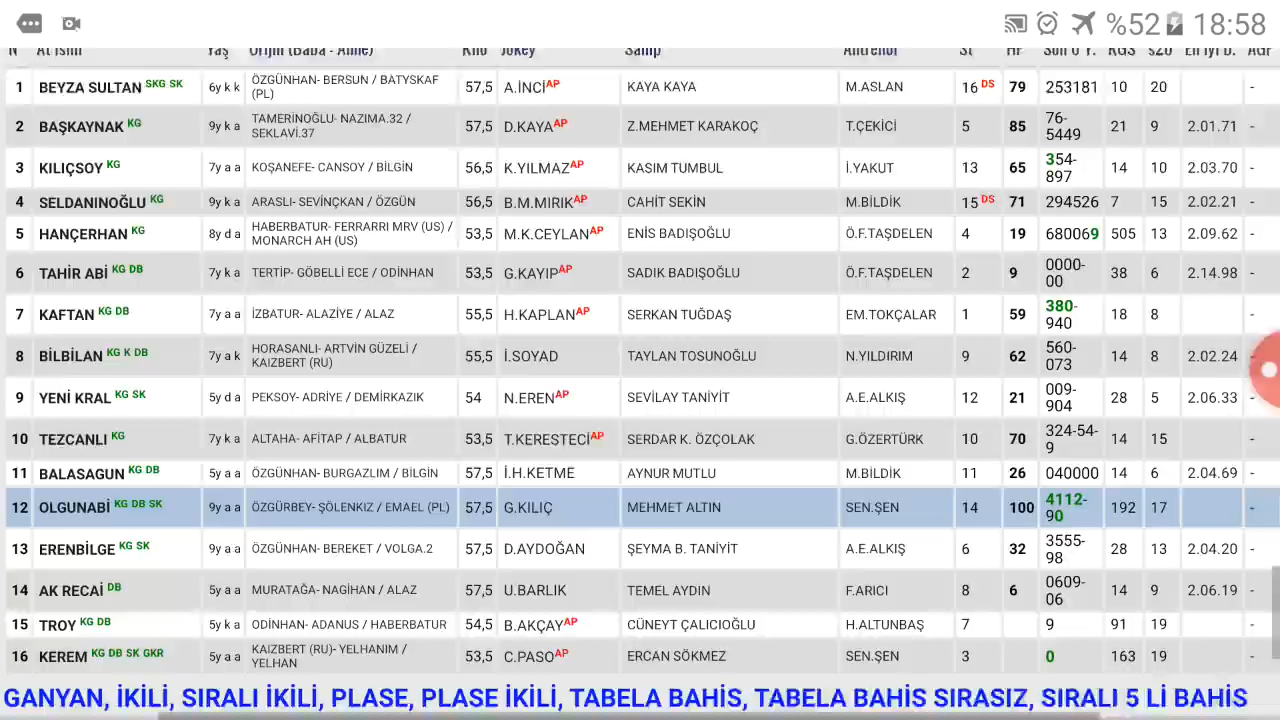 %52 18:58
N At İsmi Yaş Orijin (Baba - Anne) Kilo Jokey Sahip Antrenör St HP Son 6 Y. KGS s20 En İyi D. AGF
1 BEYZA SULTAN SKG SK 6y k k ÖZGÜNHAN- BERSUN / BATYSKAF (PL) 57,5 A.İNCİAP KAYA KAYA M.ASLAN 16 DS 79 253181 10 20 -
2 BAŞKAYNAK KG 9y k a TAMERİNOĞLU- NAZIMA.32 / SEKLAVİ.37 57,5 D.KAYAAP Z.MEHMET KARAKOÇ T.ÇEKİCİ 5 85 76-5449 21 9 2.01.71 -
3 KILIÇSOY KG 7y a a KOŞANEFE- CANSOY / BİLGİN 56,5 K.YILMAZAP KASIM TUMBUL İ.YAKUT 13 65 354-897 14 10 2.03.70 -
4 SELDANINOĞLU KG 9y k a ARASLI- SEVİNÇKAN / ÖZGÜN 56,5 B.M.MIRIKAP CAHİT SEKİN M.BİLDİK 15 DS 71 294526 7 15 2.02.21 -
5 HANÇERHAN KG 8y d a HABERBATUR- FERRARRI MRV (US) / MONARCH AH (US) 53,5 M.K.CEYLANAP ENİS BADIŞOĞLU Ö.F.TAŞDELEN 4 19 680069 505 13 2.09.62 -
6 TAHİR ABİ KG DB 7y k a TERTİP- GÖBELLİ ECE / ODİNHAN 53,5 G.KAYIPAP SADIK BADIŞOĞLU Ö.F.TAŞDELEN 2 9 0000-00 38 6 2.14.98 -
7 KAFTAN KG DB 7y a a İZBATUR- ALAZİYE / ALAZ 55,5 H.KAPLANAP SERKAN TUĞDAŞ EM.TOKÇALAR 1 59 380-940 18 8 -
8 BİLBİLAN KG K DB 7y a k HORASANLI- ARTVİN GÜZELİ / KAIZBERT (RU) 55,5 İ.SOYAD TAYLAN TOSUNOĞLU N.YILDIRIM 9 62 560-073 14 8 2.02.24 -
9 YENİ KRAL KG SK 5y d a PEKSOY- ADRİYE / DEMİRKAZIK 54 N.ERENAP SEVİLAY TANİYİT A.E.ALKIŞ 12 21 009-904 28 5 2.06.33 -
10 TEZCANLI KG 7y k a ALTAHA- AFİTAP / ALBATUR 53,5 T.KERESTECİAP SERDAR K. ÖZÇOLAK G.ÖZERTÜRK 10 70 324-54-9 14 15 -
11 BALASAGUN KG DB 5y a a ÖZGÜNHAN- BURGAZLIM / BİLGİN 57,5 İ.H.KETME AYNUR MUTLU M.BİLDİK 11 26 040000 14 6 2.04.69 -
12 OLGUNABİ KG DB SK 9y a a ÖZGÜRBEY- ŞÖLENKIZ / EMAEL (PL) 57,5 G.KILIÇ MEHMET ALTIN SEN.ŞEN 14 100 4112-90 192 17 -
13 ERENBİLGE KG SK 9y a a ÖZGÜNHAN- BEREKET / VOLGA.2 57,5 D.AYDOĞAN ŞEYMA B. TANİYİT A.E.ALKIŞ 6 32 3555-98 28 13 2.04.20 -
14 AK RECAİ DB 5y a a MURATAĞA- NAGİHAN / ALAZ 57,5 U.BARLIK TEMEL AYDIN F.ARICI 8 6 0609-06 14 9 2.06.19 -
15 TROY KG DB 5y k a ODİNHAN- ADANUS / HABERBATUR 54,5 B.AKÇAYAP CÜNEYT ÇALICIOĞLU H.ALTUNBAŞ 7 9 91 19 -
16 KEREM KG DB SK GKR 5y a a KAIZBERT (RU)- YELHANIM / YELHAN 53,5 C.PASOAP ERCAN SÖKMEZ SEN.ŞEN 3 0 163 19 -
GANYAN, İKİLİ, SIRALI İKİLİ, PLASE, PLASE İKİLİ, TABELA BAHİS, TABELA BAHİS SIRASIZ, SIRALI 5 Lİ BAHİS